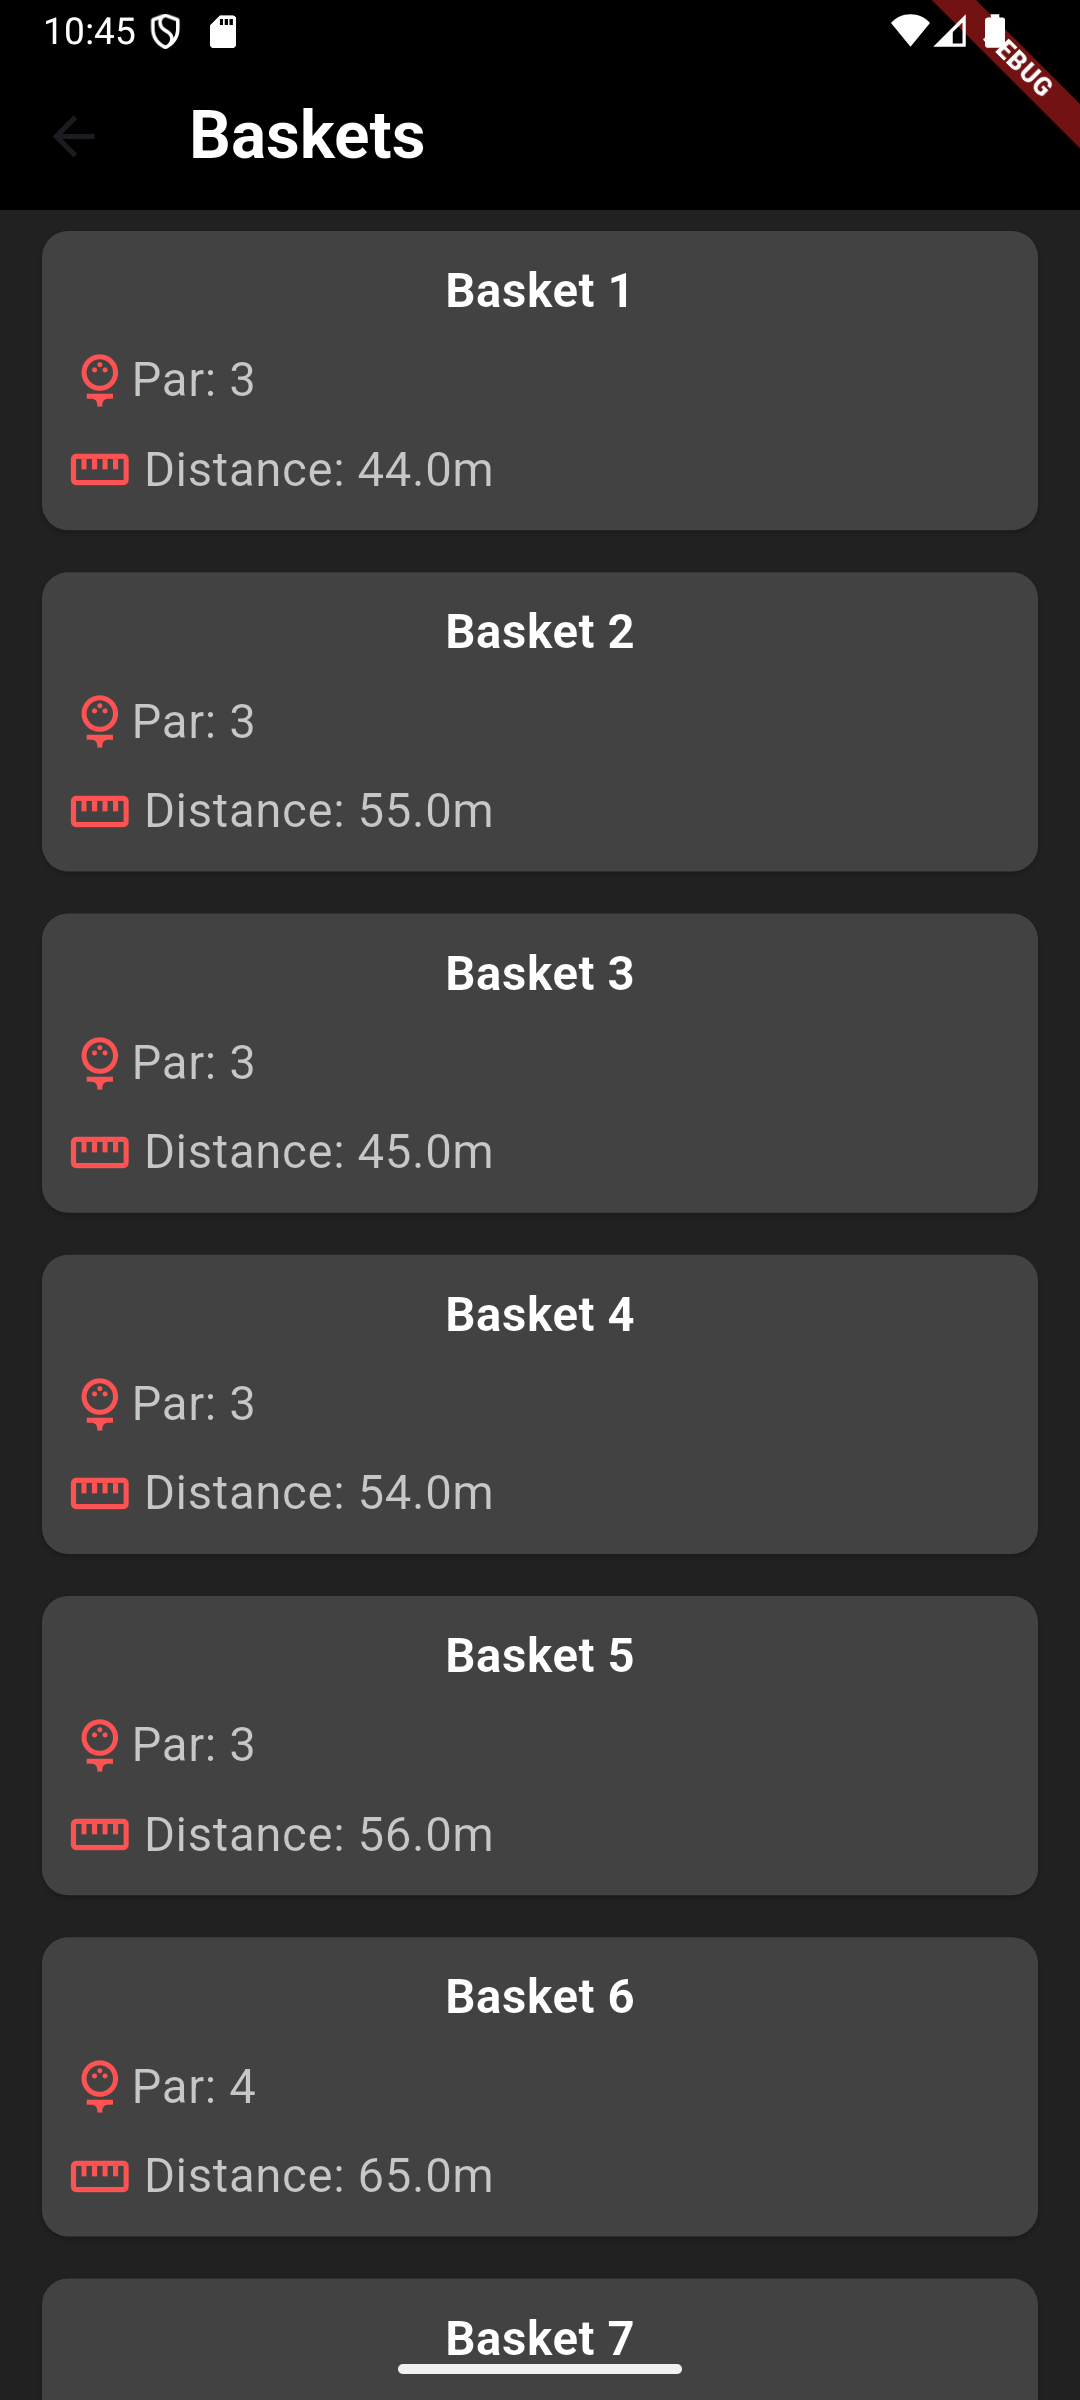 10:45
DEBUG
Baskets
Basket 1
Par: 3
Distance: 44.0m
Basket 2
Par: 3
Distance: 55.0m
Basket 3
Par: 3
Distance: 45.0m
Basket 4
Par: 3
Distance: 54.0m
Basket 5
Par: 3
Distance: 56.0m
Basket 6
Par: 4
Distance: 65.0m
Basket 7